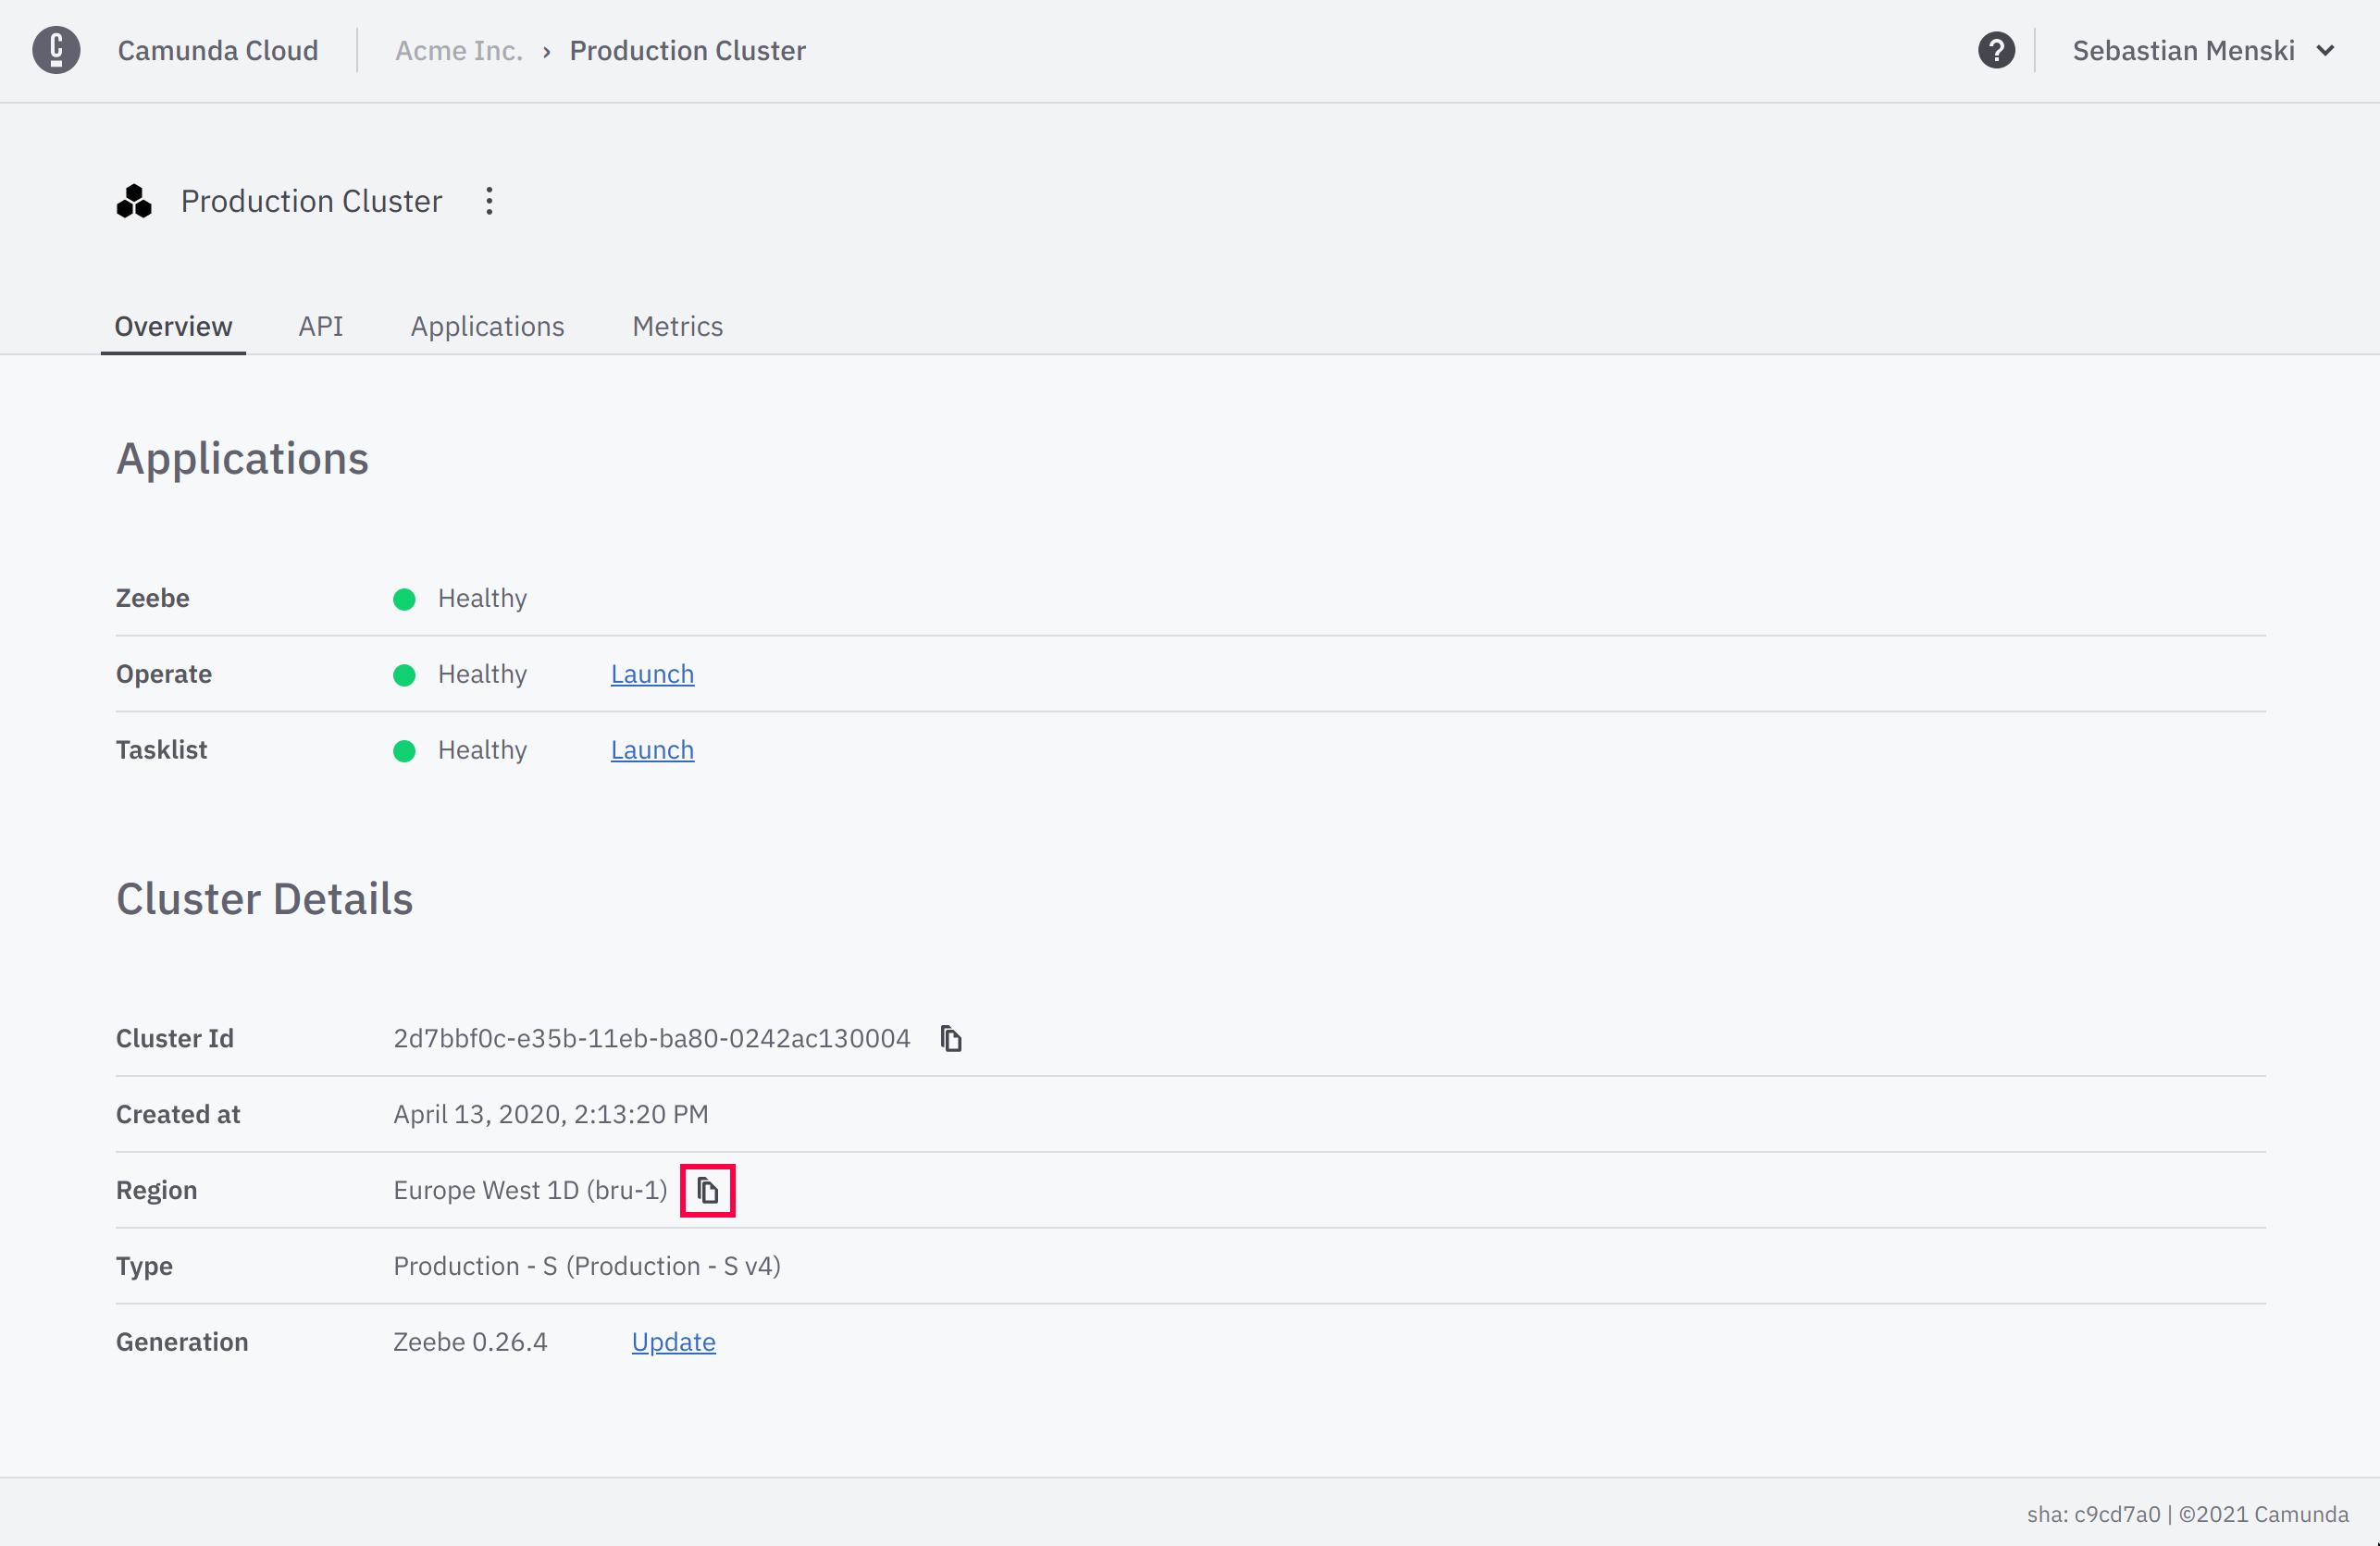 Camunda Cloud Acme Inc. › Production Cluster ? Sebastian Menski
Production Cluster
Overview API Applications Metrics
Applications
Zeebe Healthy
Operate Healthy Launch
Tasklist Healthy Launch
Cluster Details
Cluster Id 2d7bbf0c-e35b-11eb-ba80-0242ac130004
Created at April 13, 2020, 2:13:20 PM
Region Europe West 1D (bru-1)
Type Production - S (Production - S v4)
Generation Zeebe 0.26.4 Update
sha: c9cd7a0 | ©2021 Camunda